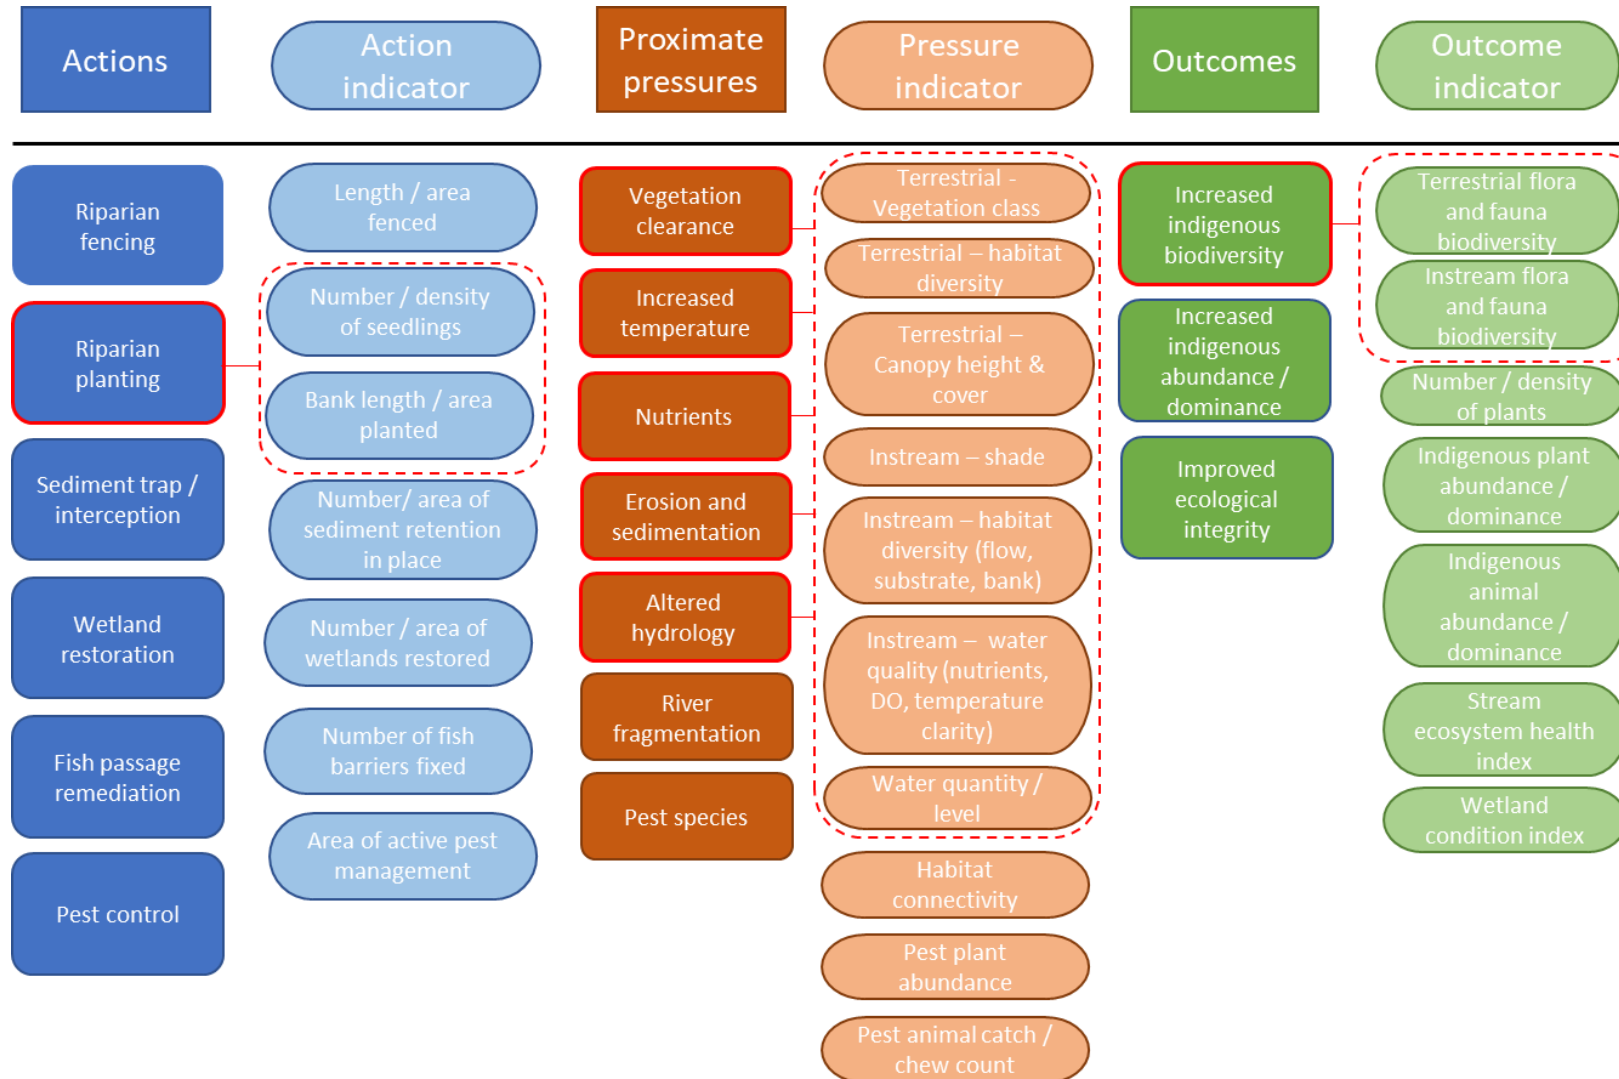 Actions
Action
indicator
Proximate
pressures
Pressure
indicator
Outcomes
Outcome
indicator
Riparian
fencing
Riparian
planting
Sediment trap /
interception
Wetland
restoration
Fish passage
remediation
Pest control
Length / area
fenced
Number / density
of seedlings
Bank length / area
planted
Number/ area of
sediment retention
in place
Number / area of
wetlands restored
Number of fish
barriers fixed
Area of active pest
management
Vegetation
clearance
Increased
temperature
Nutrients
Erosion and
sedimentation
Altered
hydrology
River
fragmentation
Pest species
Terrestrial -
Vegetation class
Terrestrial – habitat
diversity
Terrestrial –
Canopy height &
cover
Instream – shade
Instream – habitat
diversity (flow,
substrate, bank)
Instream – water
quality (nutrients,
DO, temperature
clarity)
Water quantity /
level
Habitat
connectivity
Pest plant
abundance
Pest animal catch /
chew count
Increased
indigenous
biodiversity
Increased
indigenous
abundance /
dominance
Improved
ecological
integrity
Terrestrial flora
and fauna
biodiversity
Instream flora
and fauna
biodiversity
Number / density
of plants
Indigenous plant
abundance /
dominance
Indigenous
animal
abundance /
dominance
Stream
ecosystem health
index
Wetland
condition index